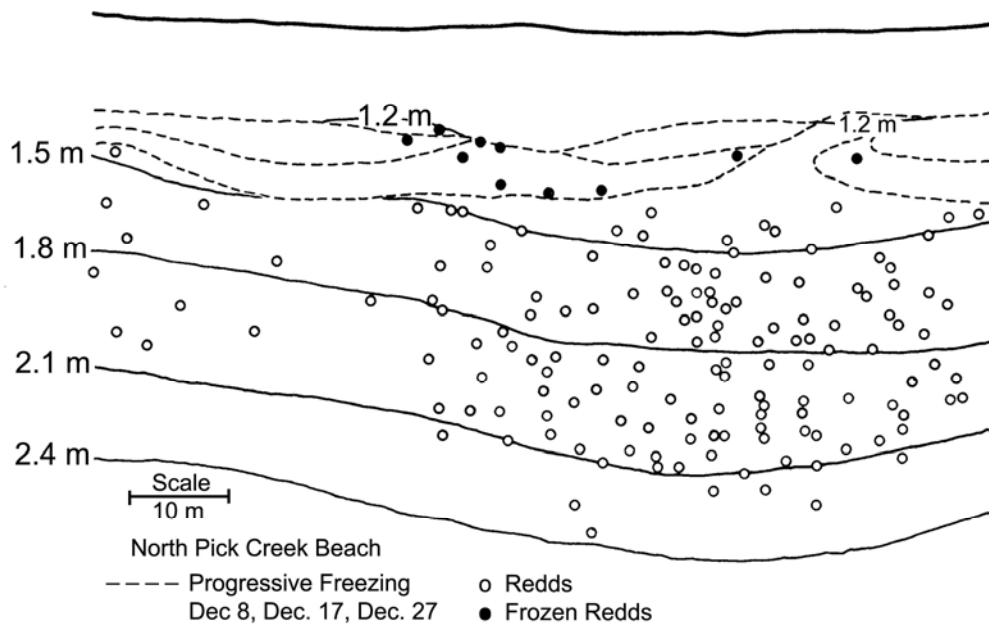 1.2 m
1.2 m
1.5 m
1.8 m
2.1 m
2.4 m
Scale
10 m
North Pick Creek Beach
Progressive Freezing
Dec 8, Dec. 17, Dec. 27
Redds
Frozen Redds